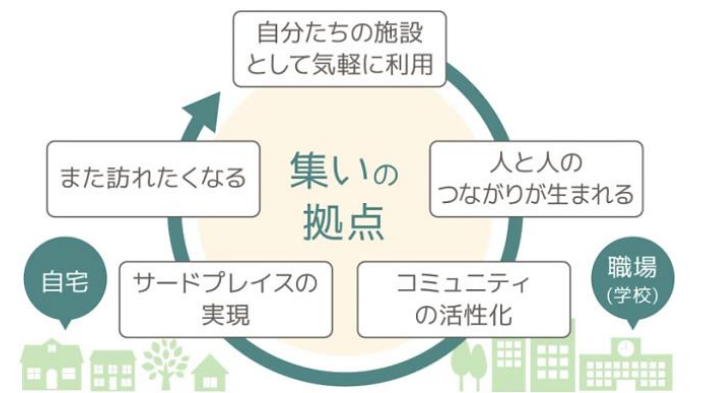 自分たちの施設
として気軽に利用
人と人の
つながりが生まれる
コミュニティ
の活性化
サードプレイスの
実現
また訪れたくなる
集いの
拠点
自宅
職場
(学校)